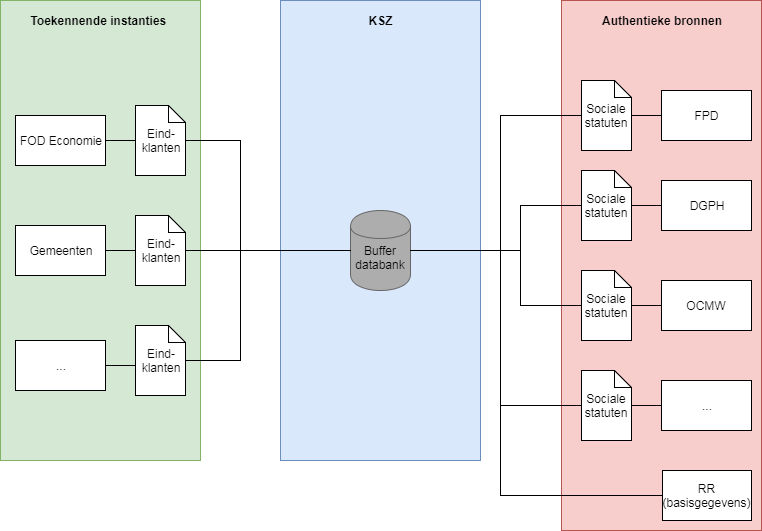 Toekennende instanties
FOD Economie
Eind-
klanten
Gemeenten
Eind-
klanten
...
Eind-
klanten
KSZ
Buffer
databank
Authentieke bronnen
Sociale
statuten
FPD
Sociale
statuten
DGPH
Sociale
statuten
OCMW
Sociale
statuten
...
RR
(basisgegevens)